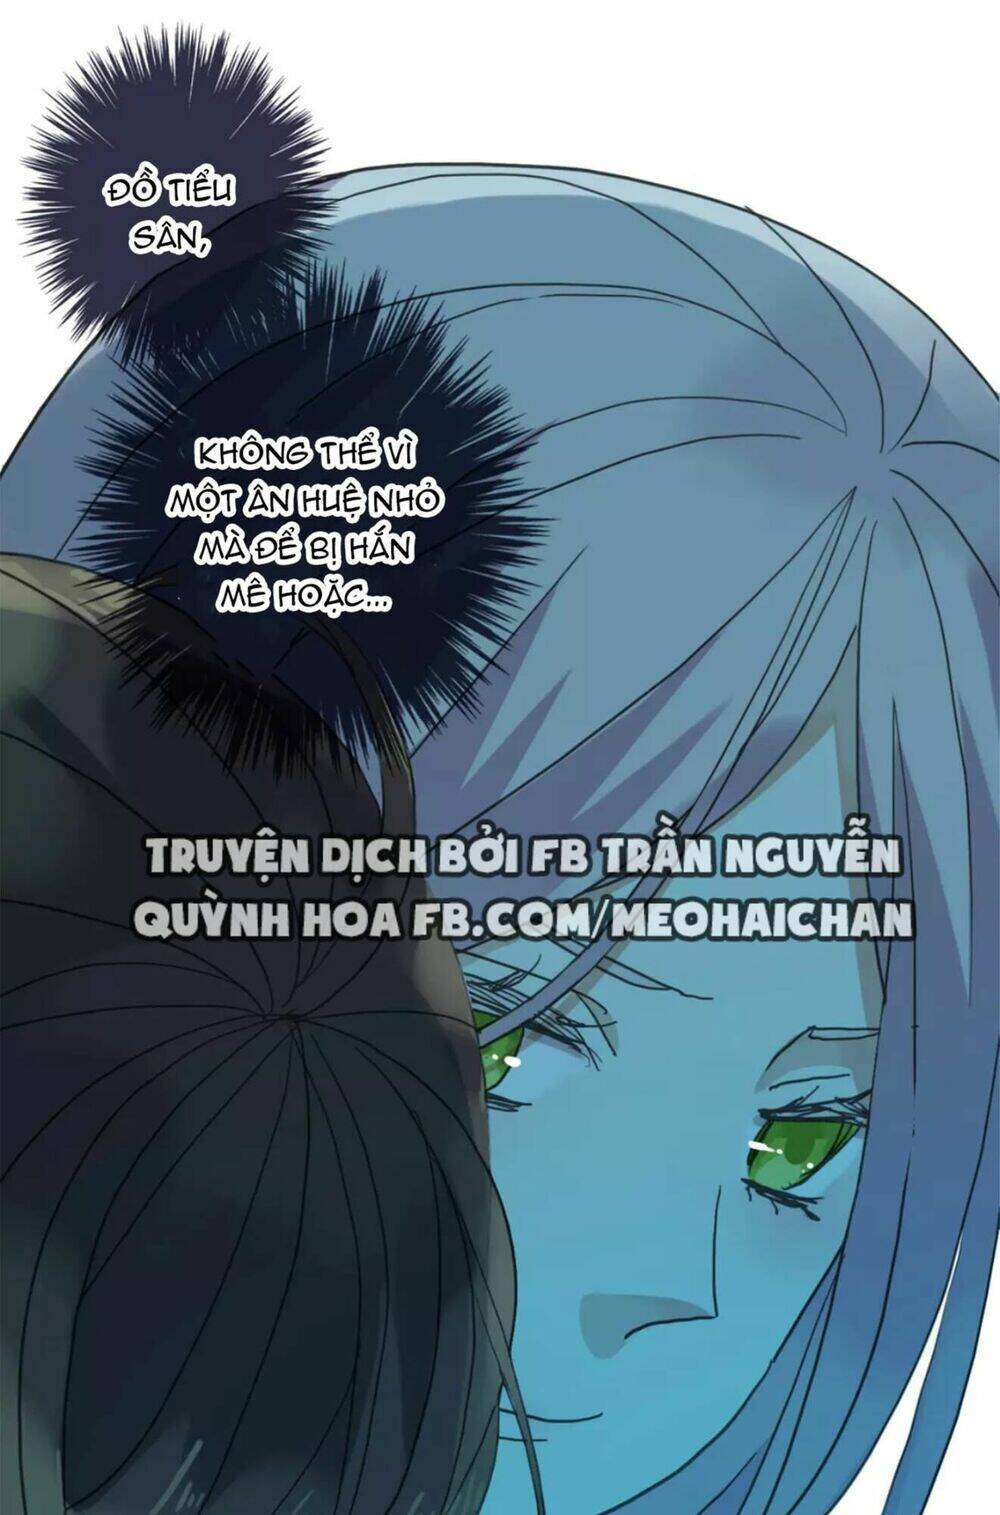 ĐỒ TIỂU
SÂN,
KHÔNG THỂ VÌ
MỘT ÂN HUỆ NHỎ
MÀ ĐỂ BỊ HẮN
MÊ HOẶC...
TRUYỆN DỊCH BỞI FB TRẦN NGUYỄN
QUỲNH HOA FB.COM/MEOHAICHAN